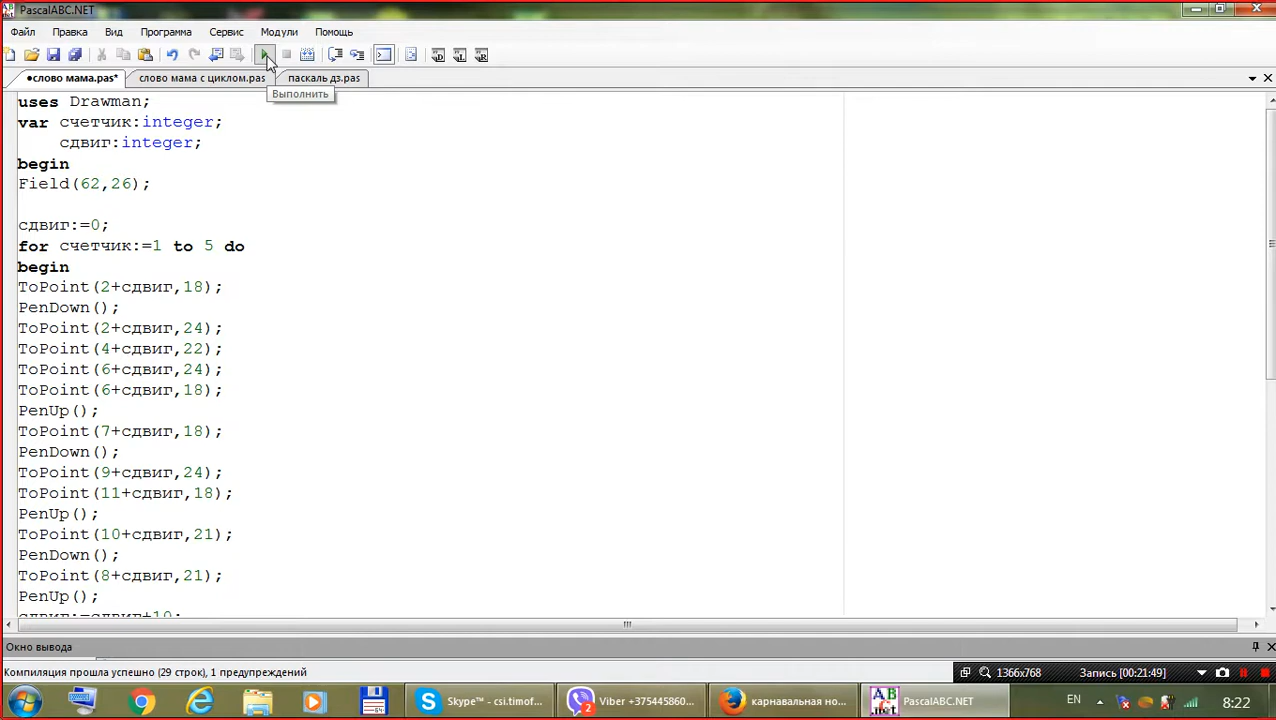 PascalABC.NET
Файл Правка Вид Программа Сервис Модули Помощь
•слово мама.pas* слово мама с циклом.pas паскаль дз.pas
Выполнить
uses Drawman;
var счетчик:integer;
сдвиг:integer;
begin
Field(62,26);
сдвиг:=0;
for счетчик:=1 to 5 do
begin
ToPoint(2+сдвиг,18);
PenDown();
ToPoint(2+сдвиг,24);
ToPoint(4+сдвиг,22);
ToPoint(6+сдвиг,24);
ToPoint(6+сдвиг,18);
PenUp();
ToPoint(7+сдвиг,18);
PenDown();
ToPoint(9+сдвиг,24);
ToPoint(11+сдвиг,18);
PenUp();
ToPoint(10+сдвиг,21);
PenDown();
ToPoint(8+сдвиг,21);
PenUp();
сдвиг:=сдвиг+10;
Окно вывода
Компиляция прошла успешно (29 строк), 1 предупреждений 1366x768 Запись [00:21:49]
Skype™ - csi.timof... Viber +375445860... карнавальная но... PascalABC.NET EN 8:22